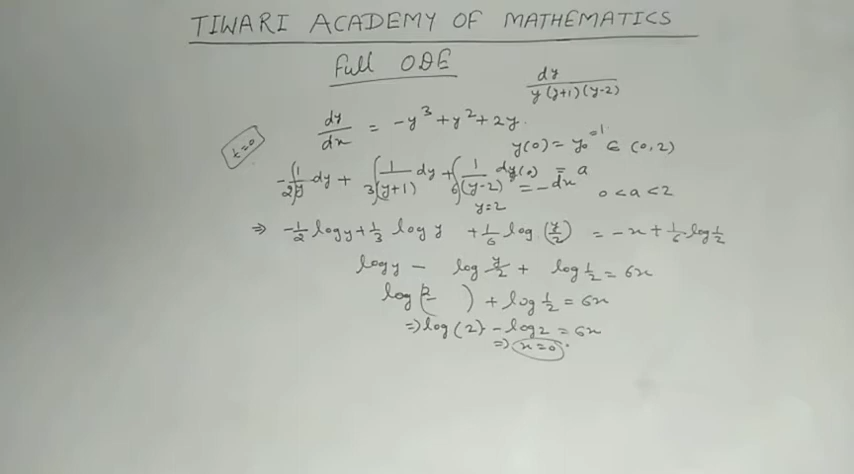 TIWARI ACADEMY OF MATHEMATICS
Full ODE
dy / y(y+1)(y-2)
dy/dx = -y³ + y² + 2y.
t=0
y(0) = y₀ =1 ∈ (0,2)
-∫ 1/2y dy + ∫ 1/3(y+1) dy + ∫ 1/6(y-2) dy = -dx
y(0) = a
0 < a < 2
y=2
⇒ -1/2 log y + 1/3 log y + 1/6 log (y/2) = -x + 1/6 log 1/2
log y - log y/2 + log 1/2 = 6x
log (2 ) + log 1/2 = 6x
⇒ log (2) - log 2 = 6x
⇒ x=0.